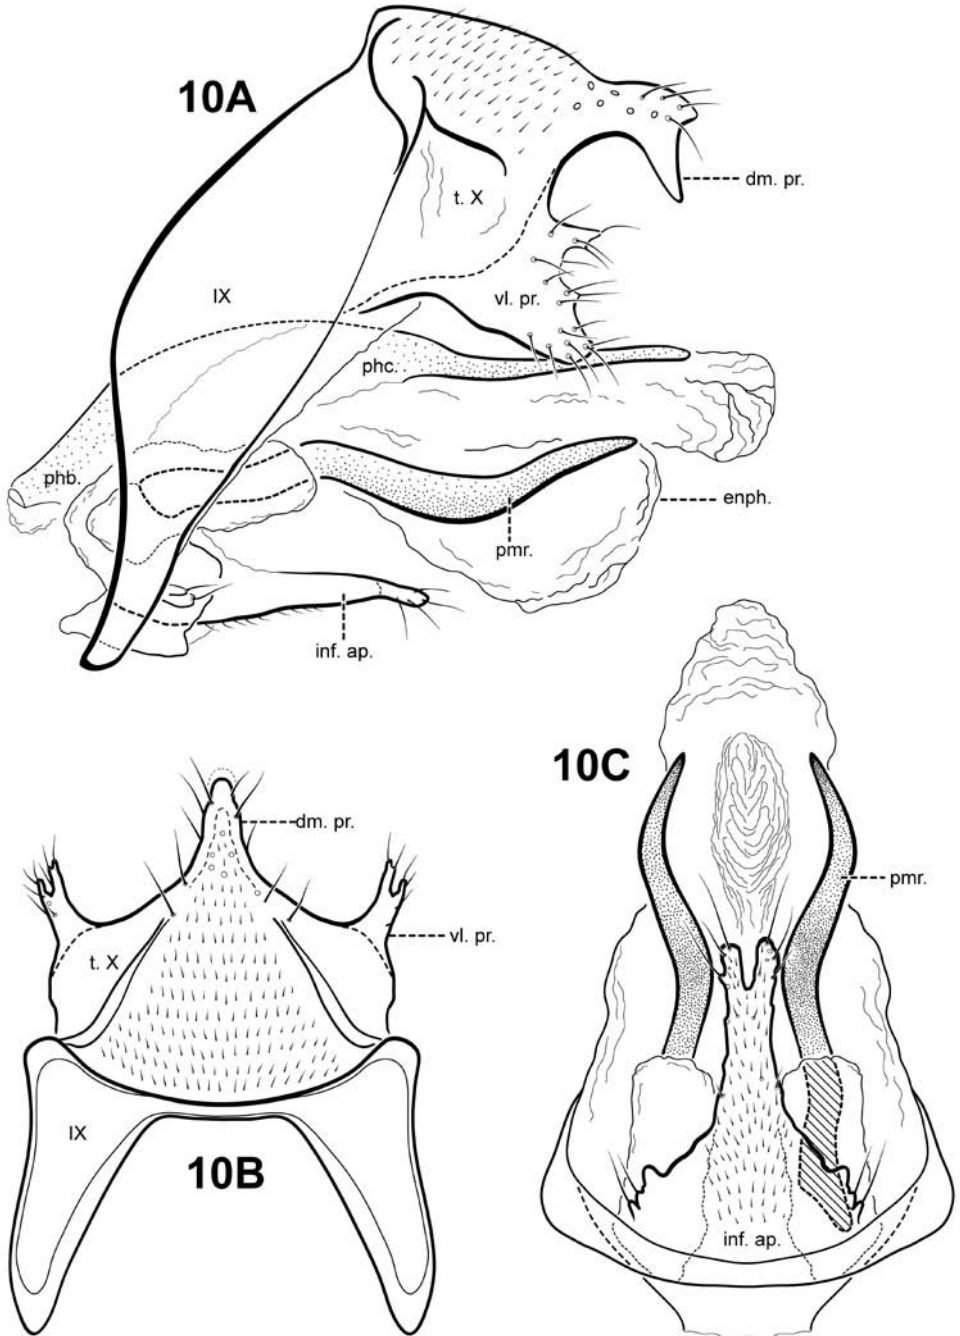 10A
dm. pr.
t. X
IX
vl. pr.
phc.
phb.
enph.
pmr.
inf. ap.
10C
dm. pr.
pmr.
vl. pr.
t. X
IX
10B
inf. ap.